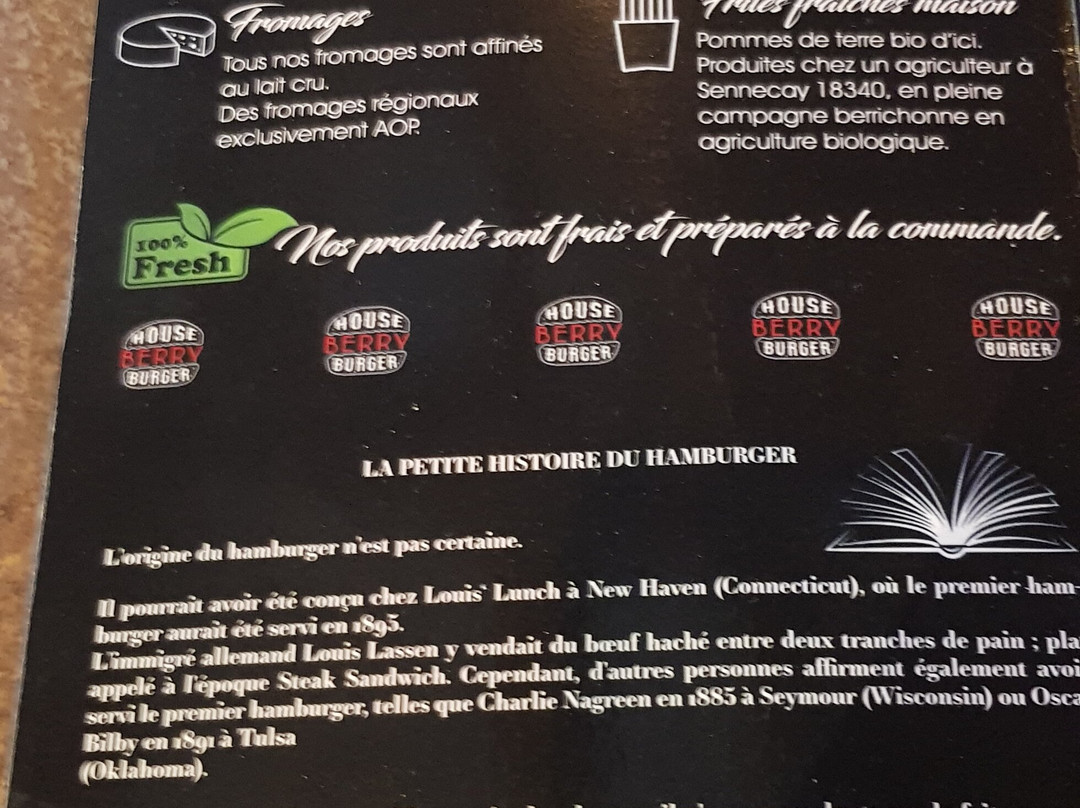 Fromages
Tous nos fromages sont affinés
au lait cru.
Des fromages régionaux
exclusivement AOP.
Frites fraîches maison
Pommes de terre bio d'ici.
Produites chez un agriculteur à
Sennecay 18340, en pleine
campagne berrichonne en
agriculture biologique.
100%
Fresh
Nos produits sont frais et préparés à la commande.
HOUSE
BERRY
BURGER
HOUSE
BERRY
BURGER
HOUSE
BERRY
BURGER
HOUSE
BERRY
BURGER
HOUSE
BERRY
BURGER
LA PETITE HISTOIRE DU HAMBURGER
L'origine du hamburger n'est pas certaine.
Il pourrait avoir été conçu chez Louis' Lunch à New Haven (Connecticut), où le premier ham-
burger aurait été servi en 1895.
L'immigré allemand Louis Lassen y vendait du bœuf haché entre deux tranches de pain ; pla
appelé à l'époque Steak Sandwich. Cependant, d'autres personnes affirment également avoi
servi le premier hamburger, telles que Charlie Nagreen en 1885 à Seymour (Wisconsin) ou Osca
Bilby en 1891 à Tulsa
(Oklahoma).